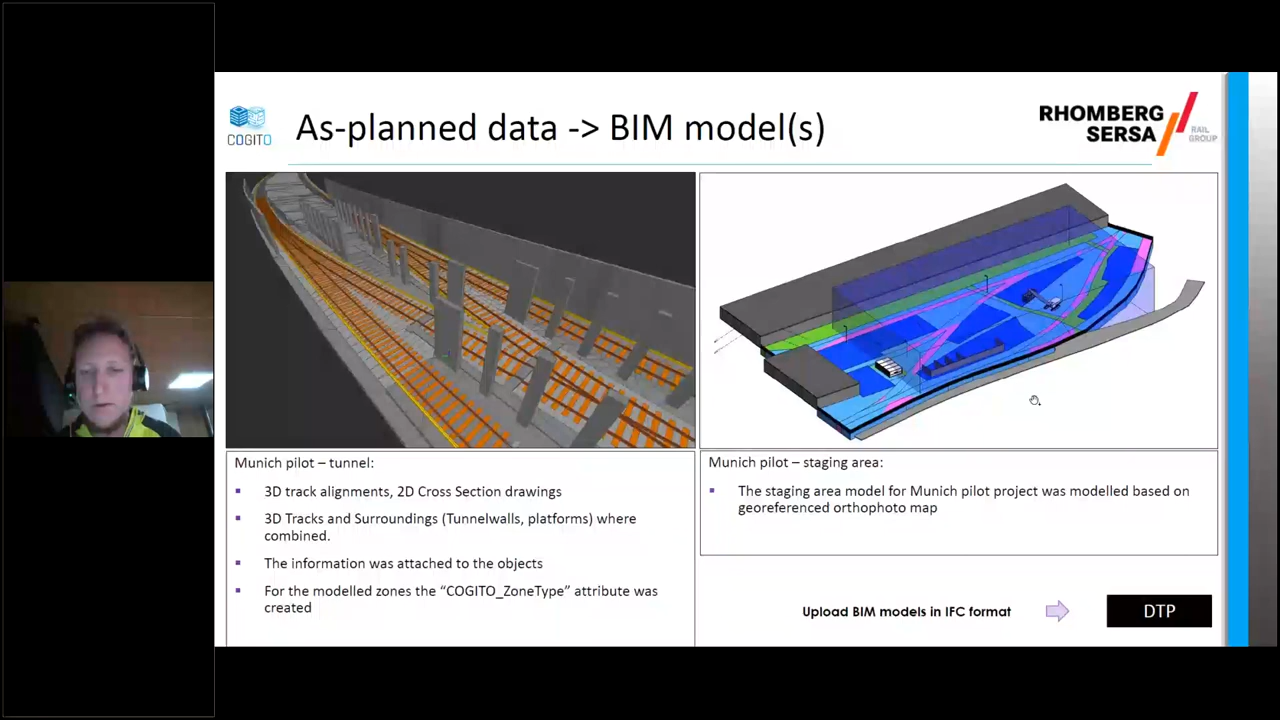 COGITO
As-planned data -> BIM model(s)
RHOMBERG
SERSA
RAIL
GROUP
Munich pilot – tunnel:
▪ 3D track alignments, 2D Cross Section drawings
▪ 3D Tracks and Surroundings (Tunnelwalls, platforms) where
combined.
▪ The information was attached to the objects
▪ For the modelled zones the “COGITO_ZoneType” attribute was
created
Munich pilot – staging area:
▪ The staging area model for Munich pilot project was modelled based on
georeferenced orthophoto map
Upload BIM models in IFC format
DTP